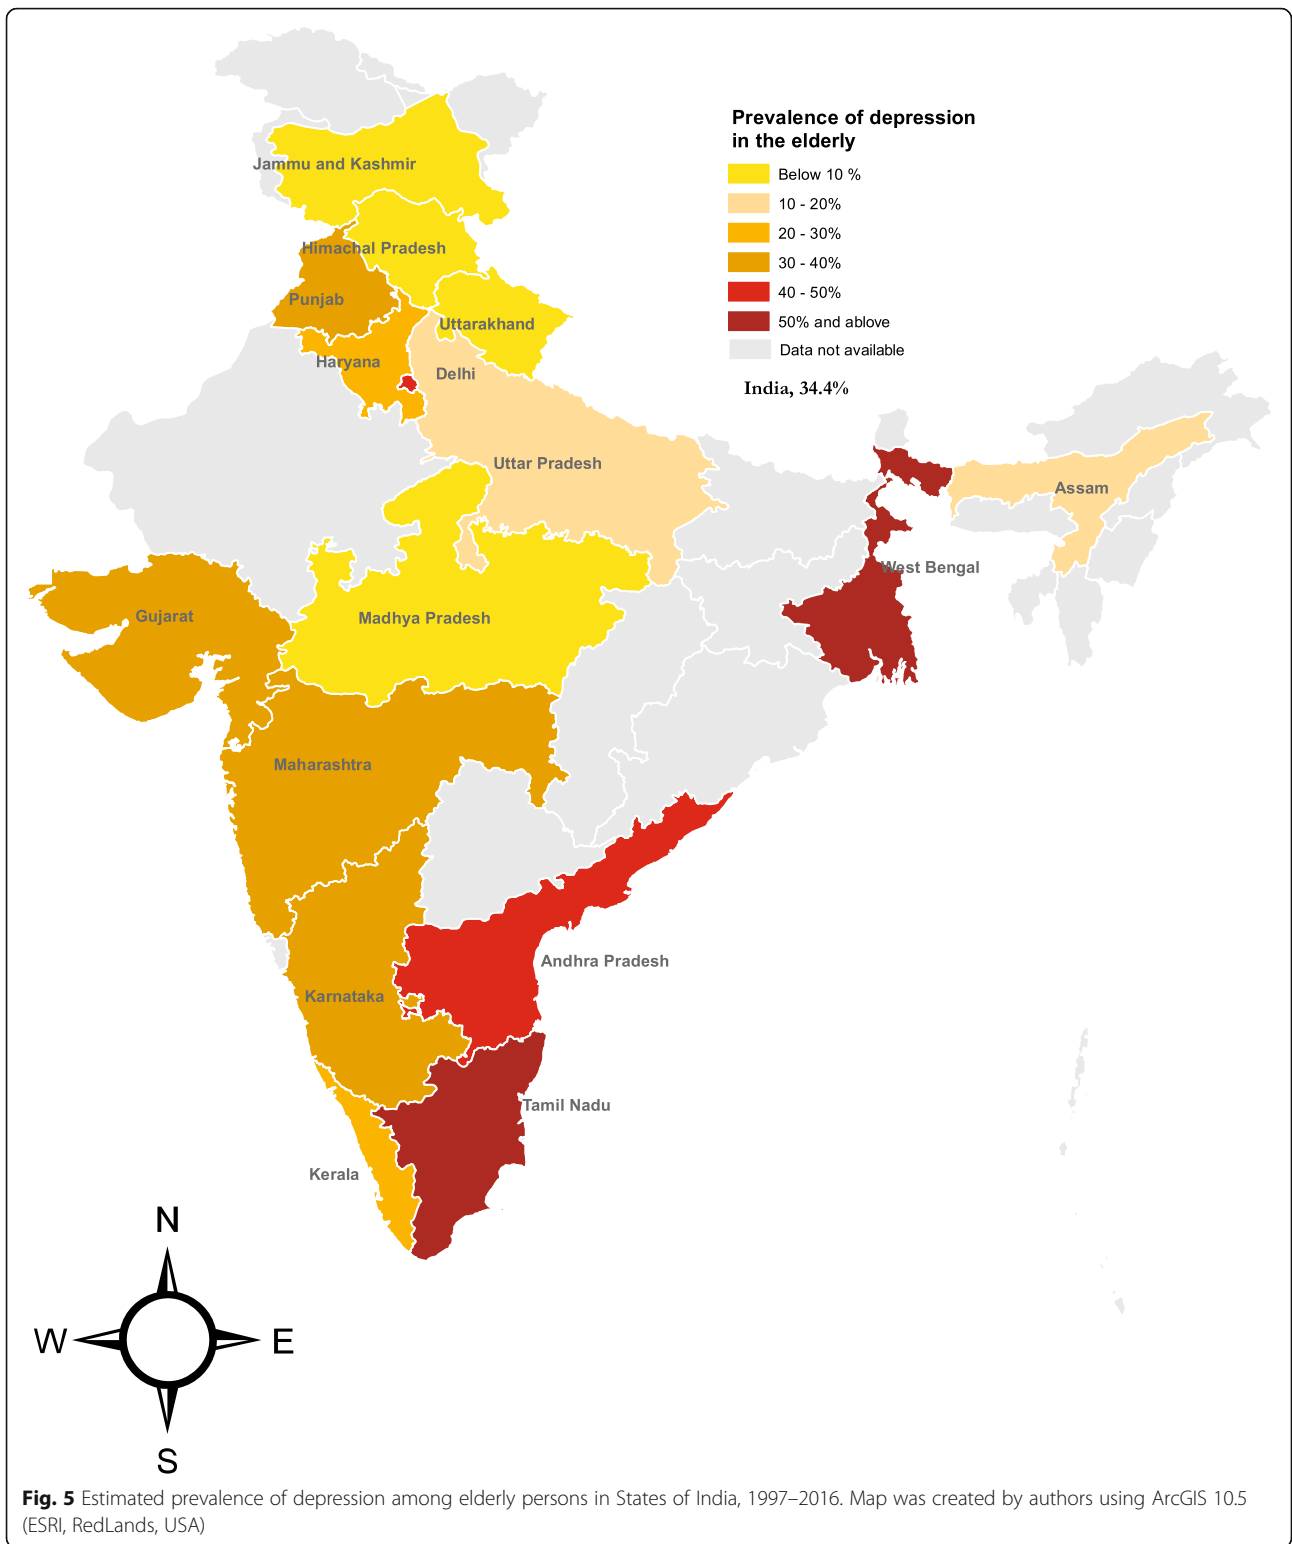 Prevalence of depression
in the elderly
Below 10 %
10 - 20%
20 - 30%
30 - 40%
40 - 50%
50% and ablove
Data not available
India, 34.4%
Jammu and Kashmir
Himachal Pradesh
Punjab
Uttarakhand
Haryana
Delhi
Uttar Pradesh
Assam
West Bengal
Gujarat
Madhya Pradesh
Maharashtra
Andhra Pradesh
Karnataka
Tamil Nadu
Kerala
N
W
E
S
Fig. 5 Estimated prevalence of depression among elderly persons in States of India, 1997–2016. Map was created by authors using ArcGIS 10.5
(ESRI, RedLands, USA)